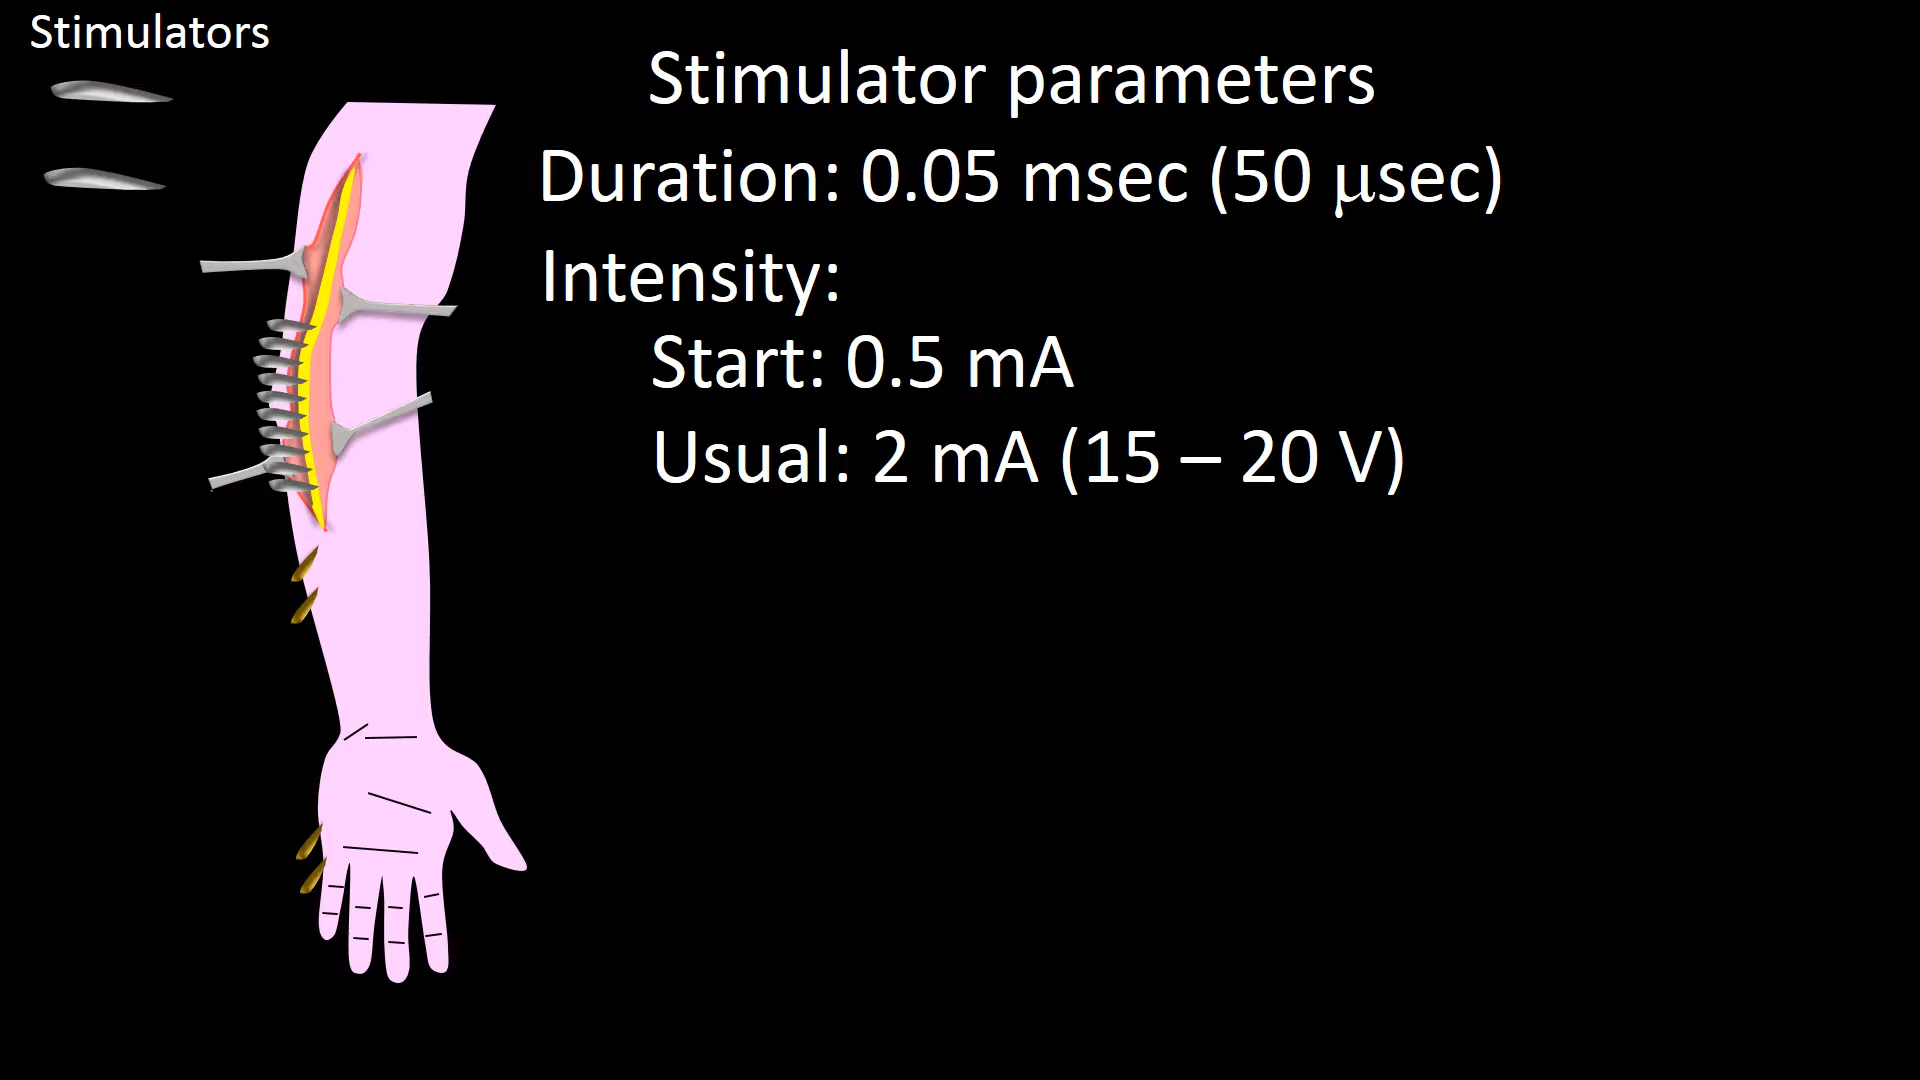 Stimulators
Stimulator parameters
Duration: 0.05 msec (50 μsec)
Intensity:
Start: 0.5 mA
Usual: 2 mA (15 – 20 V)